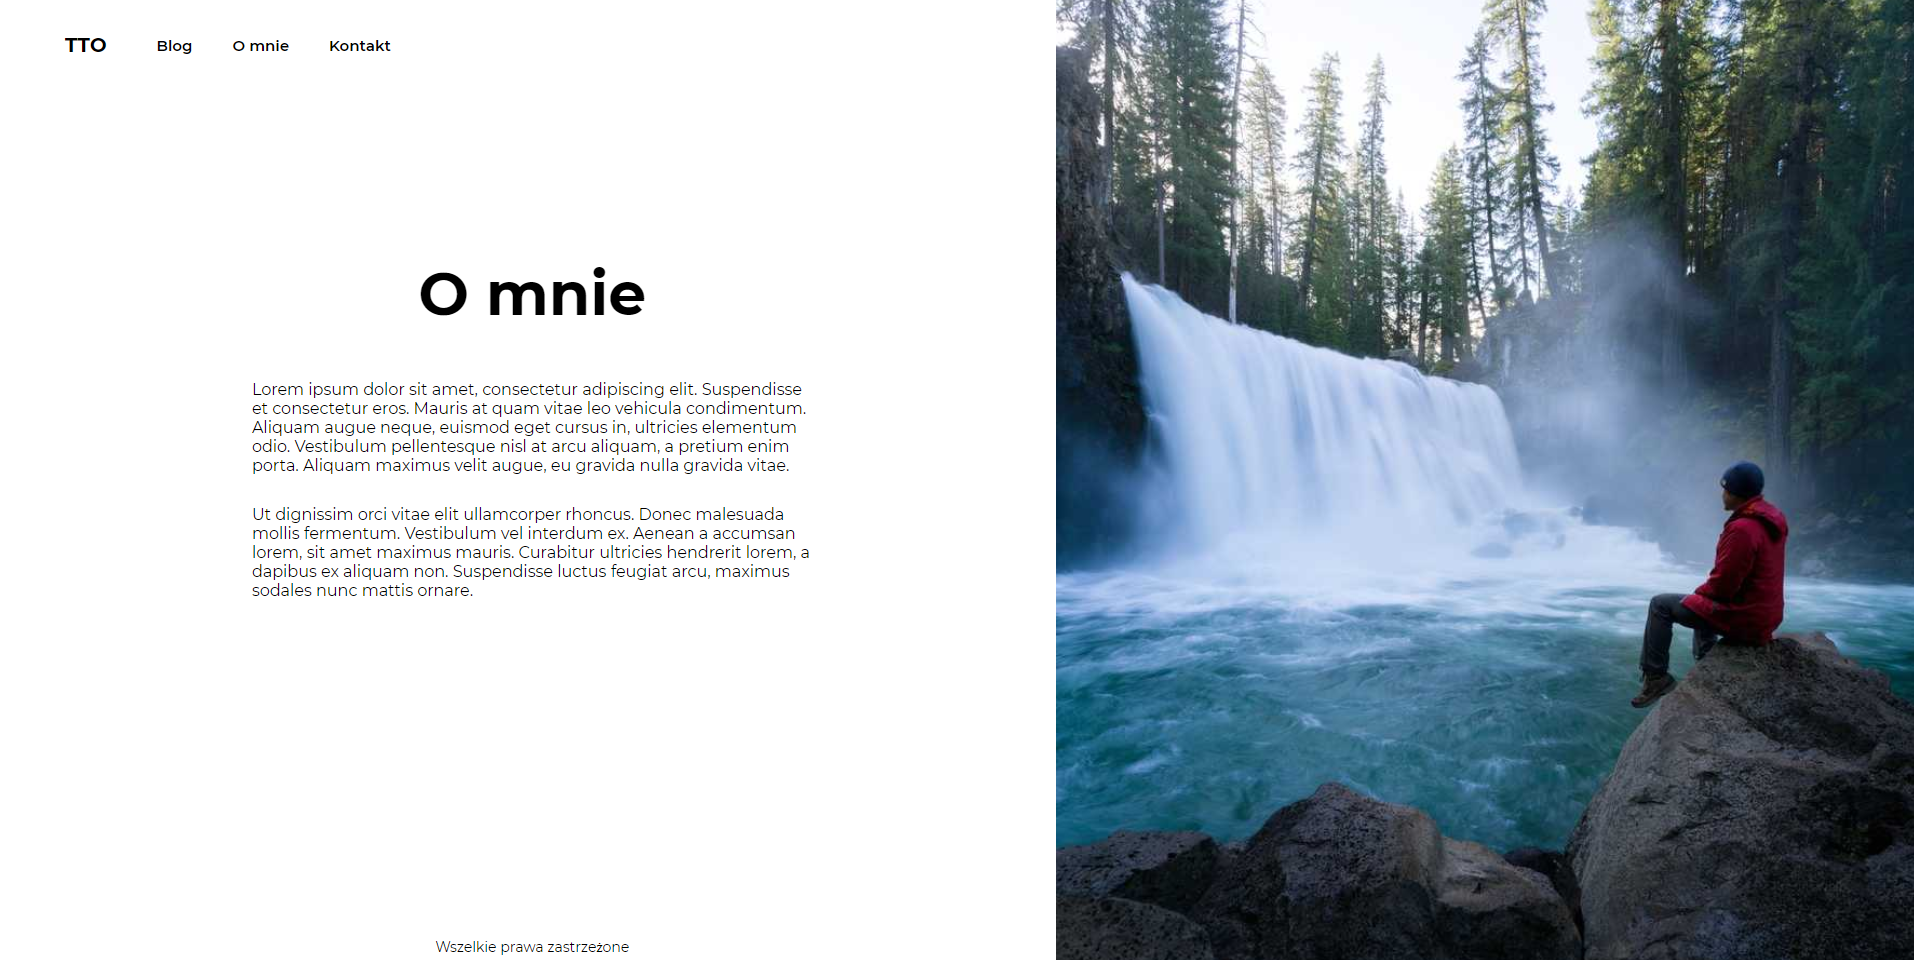 TTO Blog O mnie Kontakt
O mnie
Lorem ipsum dolor sit amet, consectetur adipiscing elit. Suspendisse
et consectetur eros. Mauris at quam vitae leo vehicula condimentum.
Aliquam augue neque, euismod eget cursus in, ultricies elementum
odio. Vestibulum pellentesque nisl at arcu aliquam, a pretium enim
porta. Aliquam maximus velit augue, eu gravida nulla gravida vitae.
Ut dignissim orci vitae elit ullamcorper rhoncus. Donec malesuada
mollis fermentum. Vestibulum vel interdum ex. Aenean a accumsan
lorem, sit amet maximus mauris. Curabitur ultricies hendrerit lorem, a
dapibus ex aliquam non. Suspendisse luctus feugiat arcu, maximus
sodales nunc mattis ornare.
Wszelkie prawa zastrzeżone